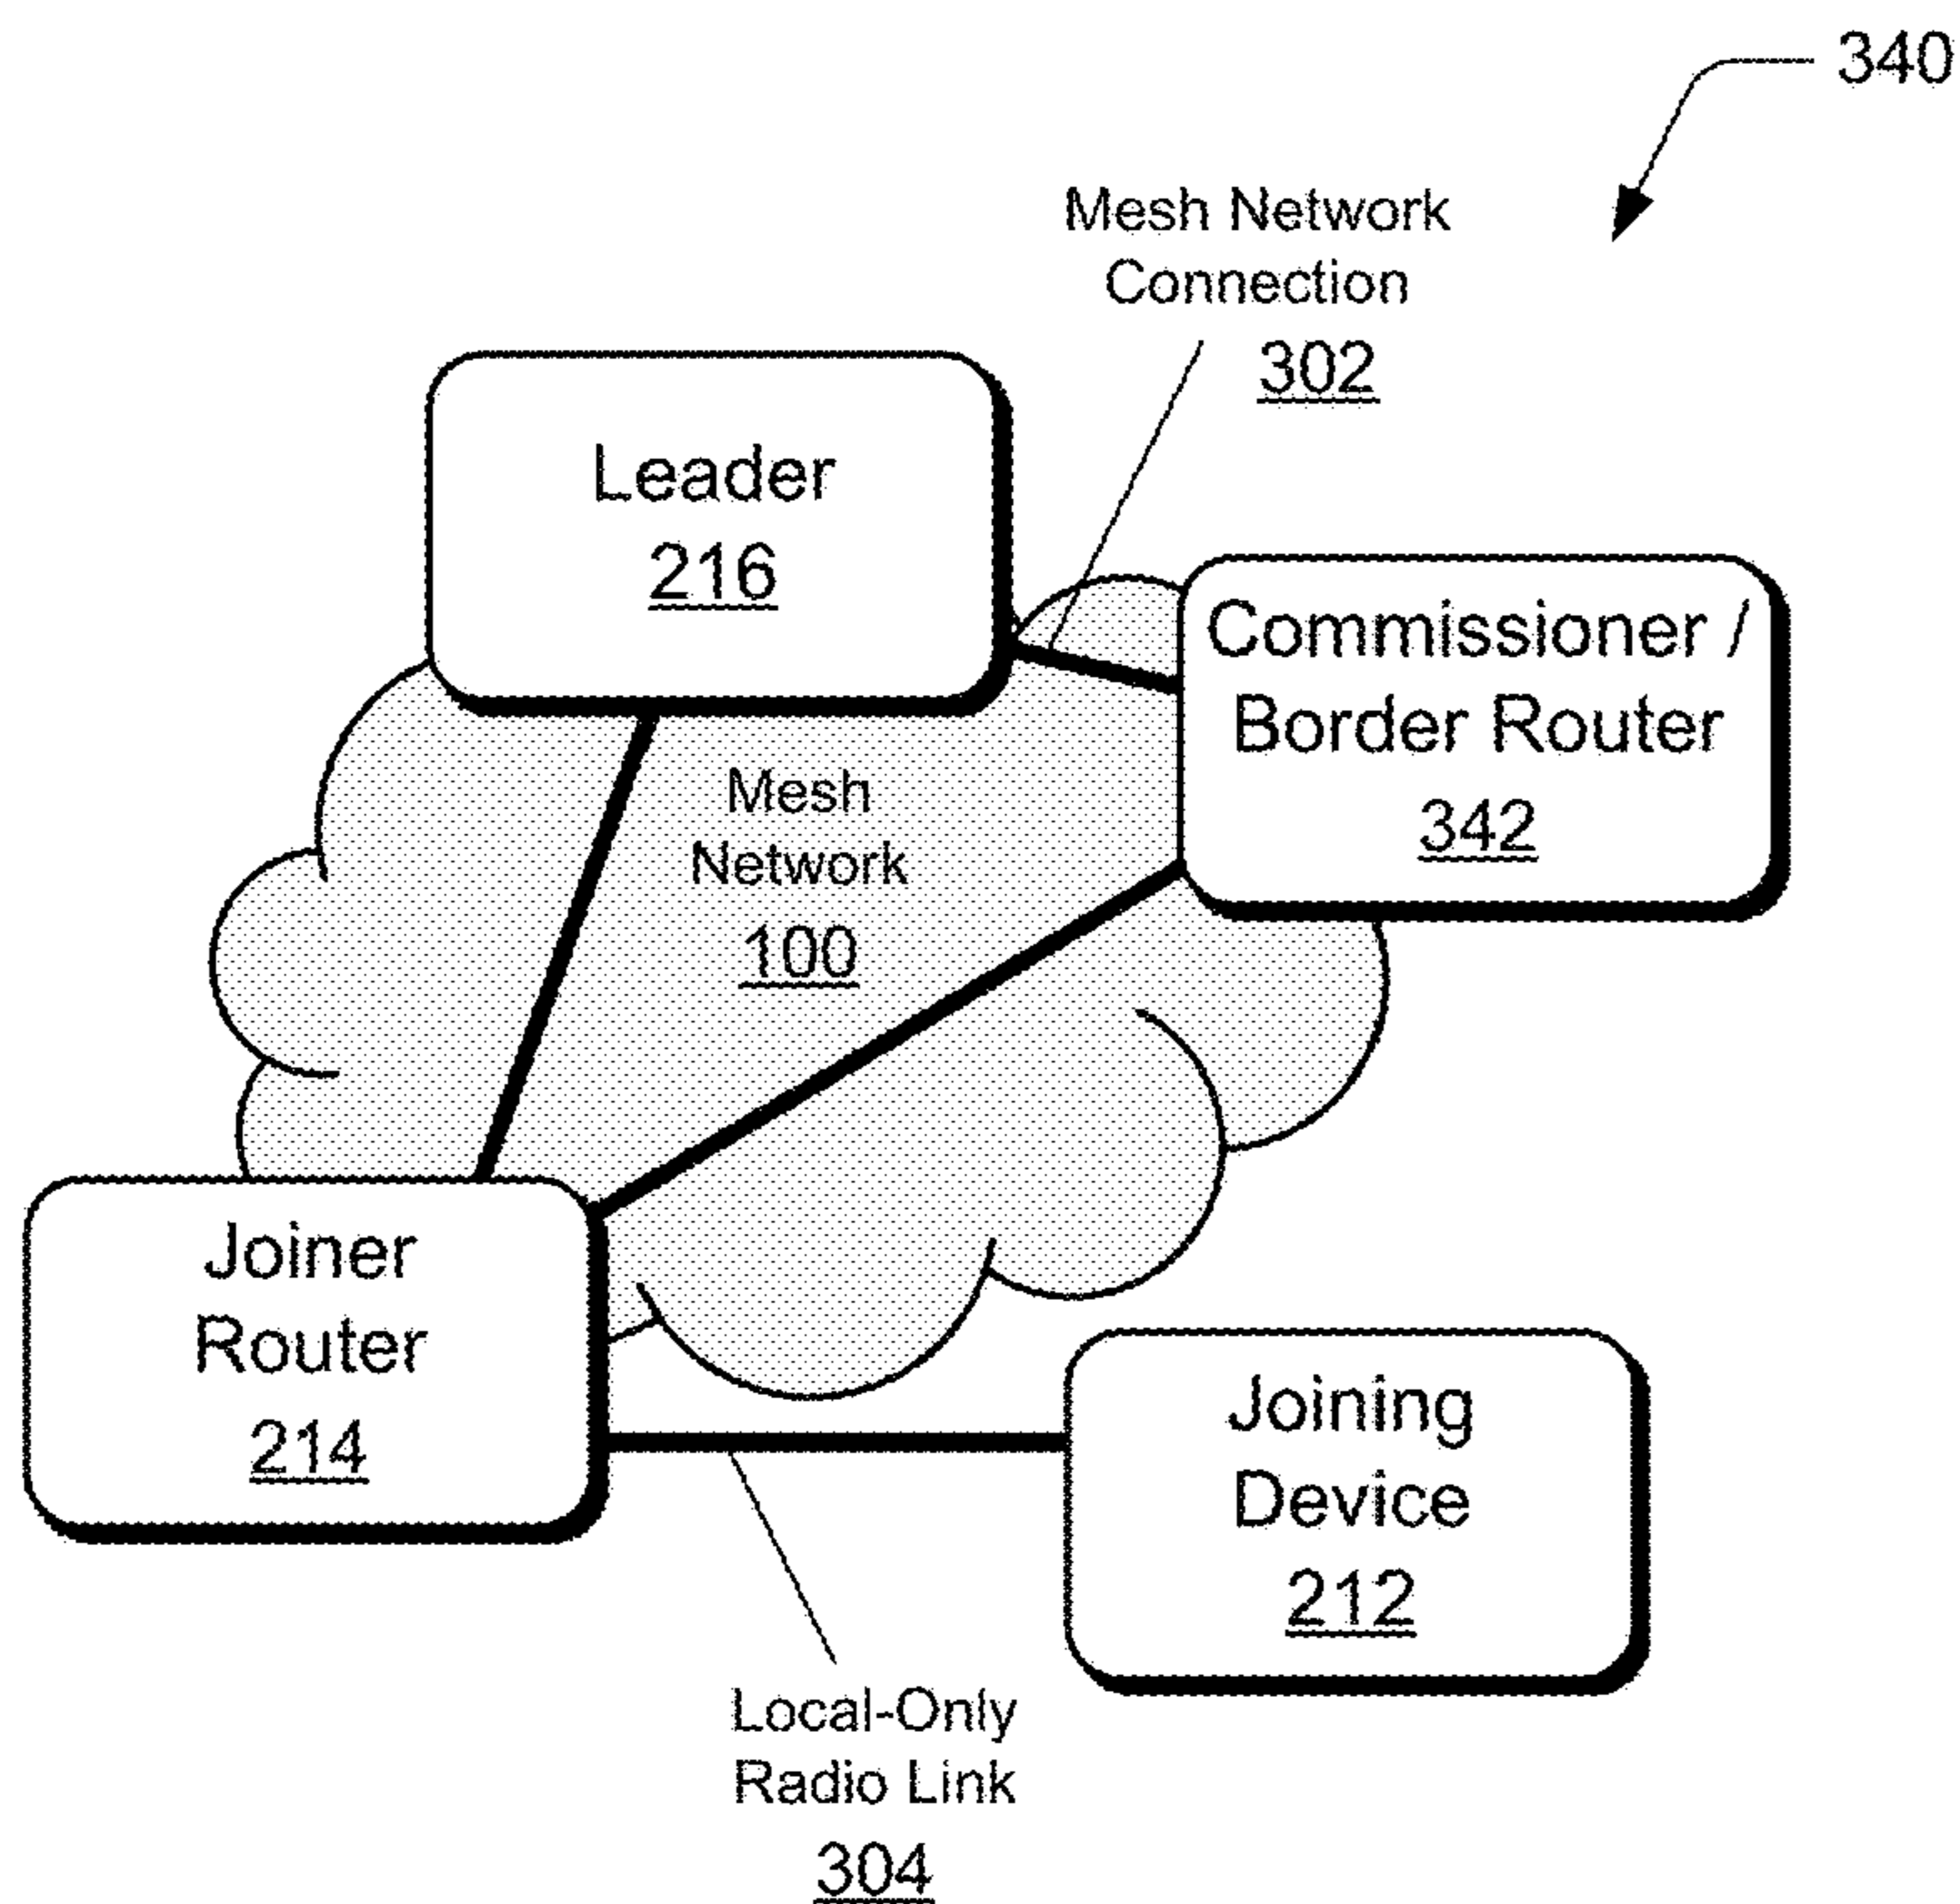 340
Mesh Network
Connection
302
Leader
216
Commissioner /
Border Router
342
Mesh
Network
100
Joiner
Router
214
Joining
Device
212
Local-Only
Radio Link
304